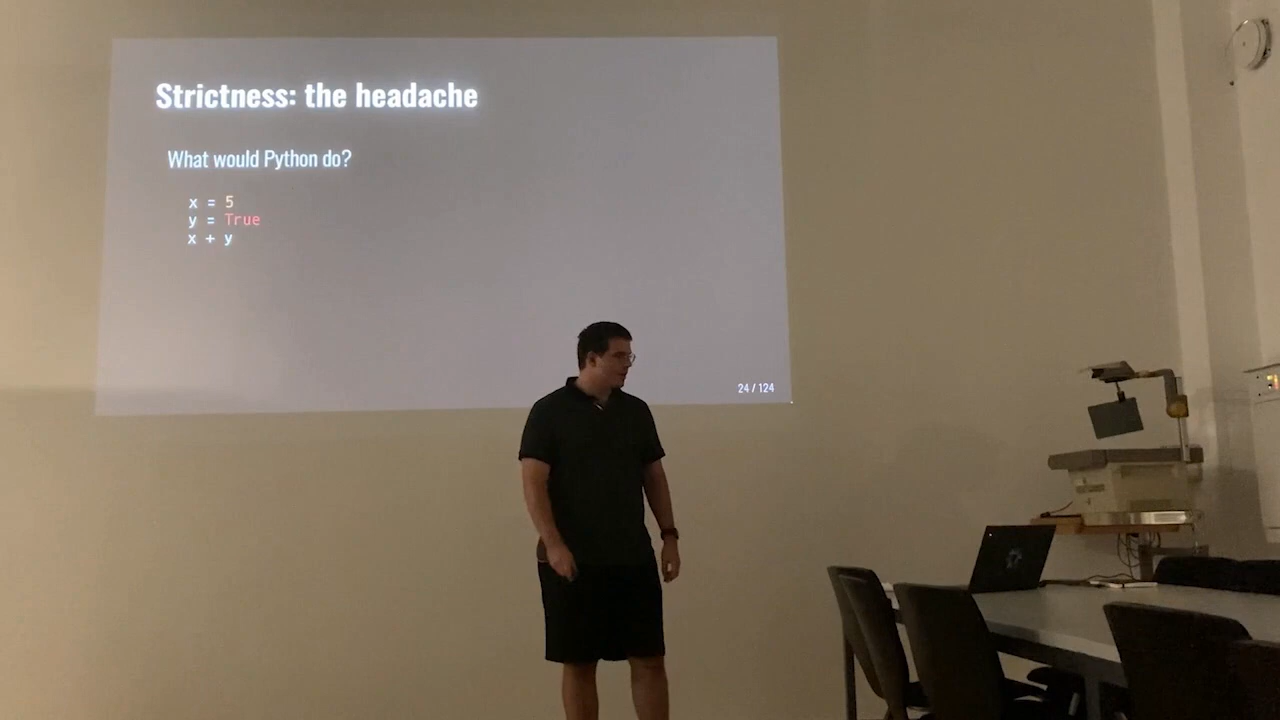 Strictness: the headache
What would Python do?
x = 5
y = True
x + y
24 / 124